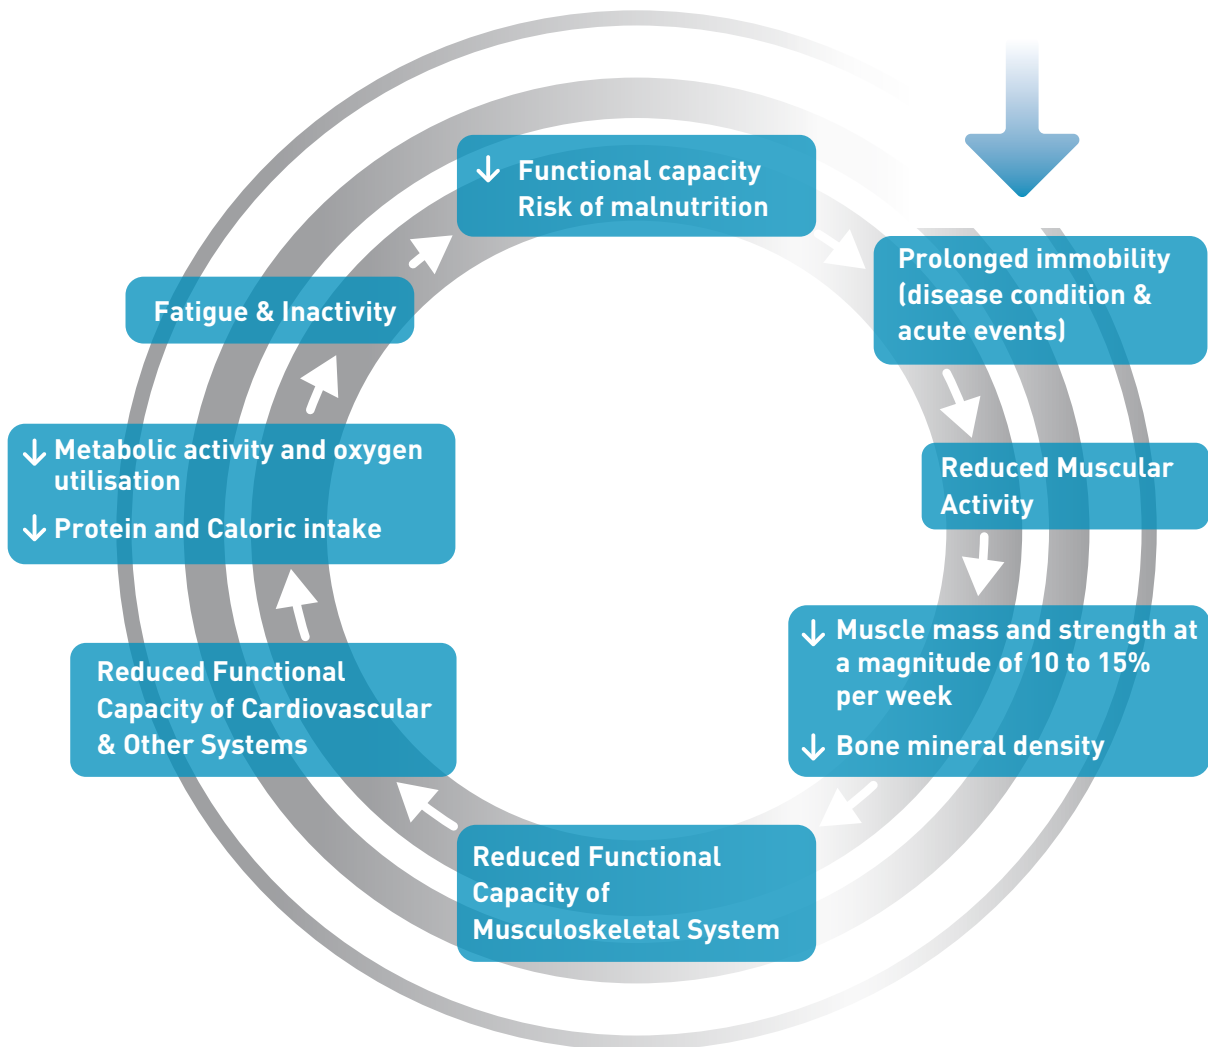 ↓ Functional capacity
Risk of malnutrition
Prolonged immobility
(disease condition &
acute events)
Reduced Muscular
Activity
↓ Muscle mass and strength at
a magnitude of 10 to 15%
per week
↓ Bone mineral density
Reduced Functional
Capacity of
Musculoskeletal System
Reduced Functional
Capacity of Cardiovascular
& Other Systems
↓ Metabolic activity and oxygen
utilisation
↓ Protein and Caloric intake
Fatigue & Inactivity